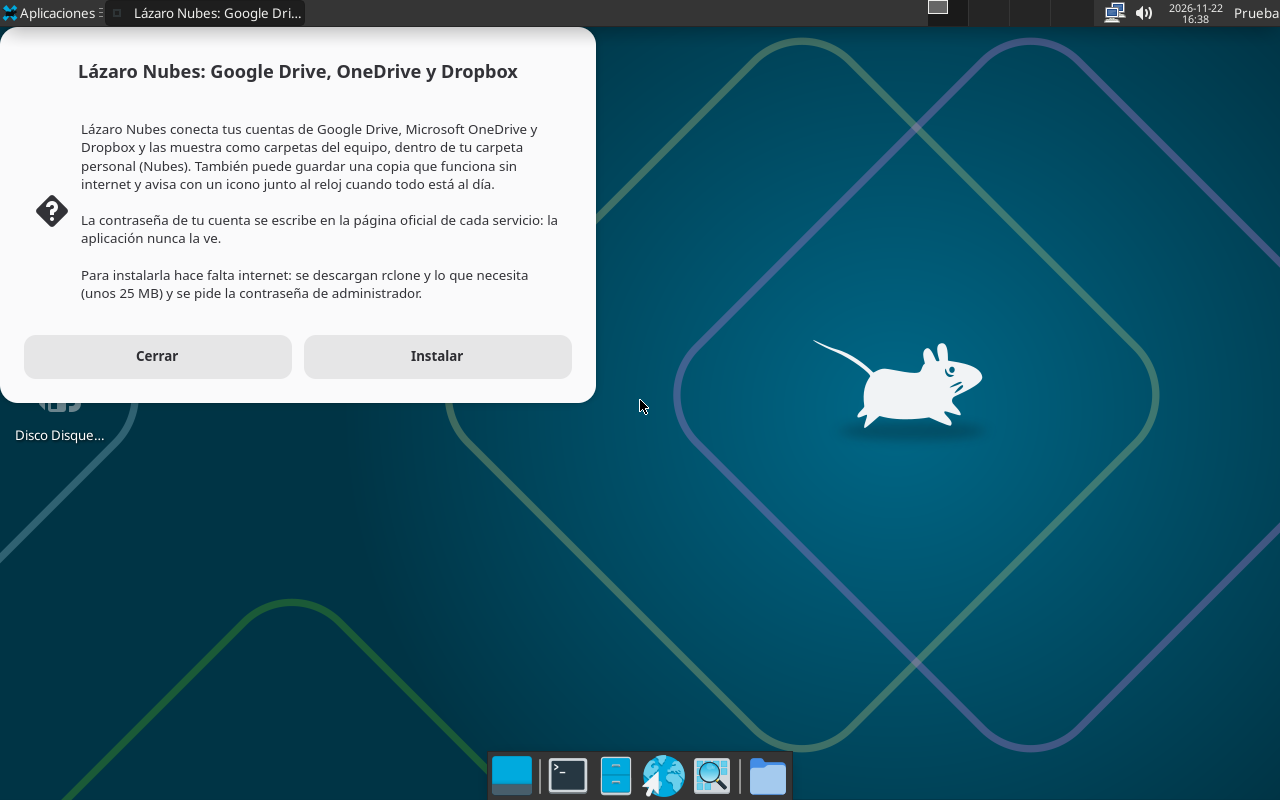 Aplicaciones
Lázaro Nubes: Google Dri...
2026-11-22
16:38
Prueba
Lázaro Nubes: Google Drive, OneDrive y Dropbox
Lázaro Nubes conecta tus cuentas de Google Drive, Microsoft OneDrive y
Dropbox y las muestra como carpetas del equipo, dentro de tu carpeta
personal (Nubes). También puede guardar una copia que funciona sin
internet y avisa con un icono junto al reloj cuando todo está al día.
La contraseña de tu cuenta se escribe en la página oficial de cada servicio: la
aplicación nunca la ve.
Para instalarla hace falta internet: se descargan rclone y lo que necesita
(unos 25 MB) y se pide la contraseña de administrador.
Cerrar
Instalar
Disco Disque...